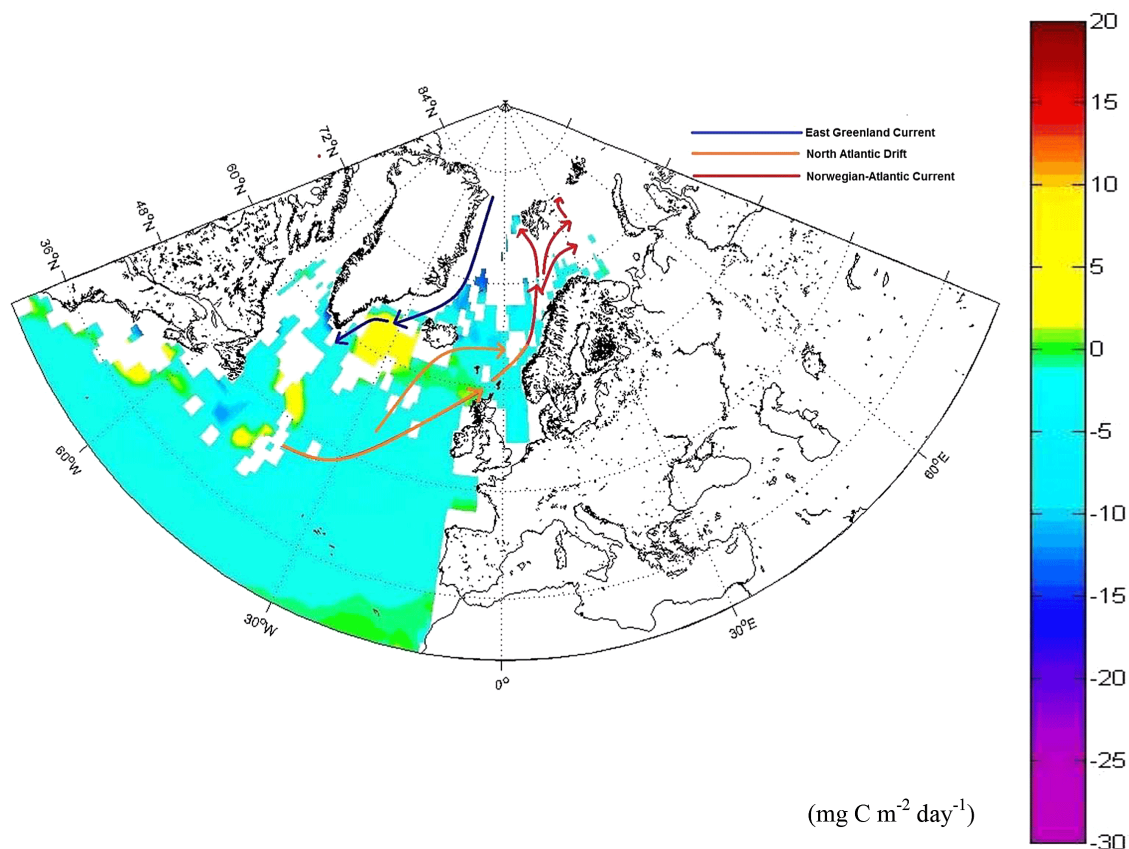 84°N
72°N
60°N
48°N
36°N
East Greenland Current
North Atlantic Drift
Norwegian-Atlantic Current
60°W
30°W
0°
30°E
60°E
20
15
10
5
0
-5
-10
-15
-20
-25
-30
(mg C m⁻² day⁻¹)